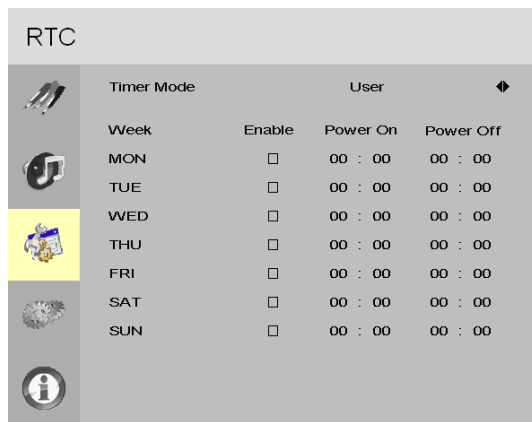 RTC
Timer Mode User
Week Enable Power On Power Off
MON 00 : 00 00 : 00
TUE 00 : 00 00 : 00
WED 00 : 00 00 : 00
THU 00 : 00 00 : 00
FRI 00 : 00 00 : 00
SAT 00 : 00 00 : 00
SUN 00 : 00 00 : 00